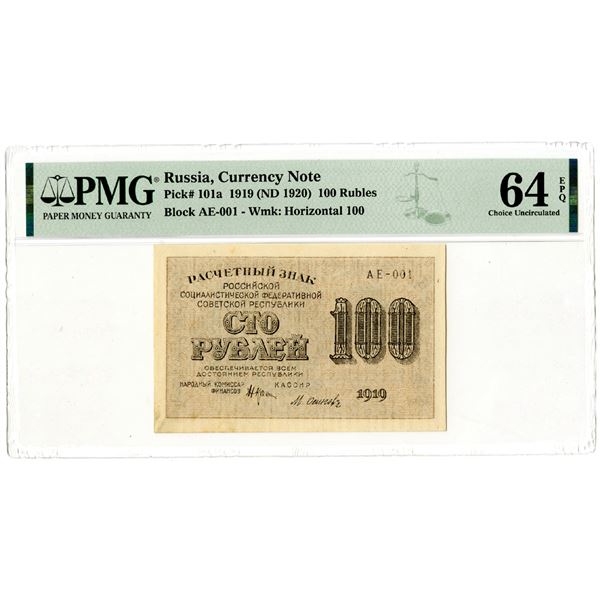 PMG®
PAPER MONEY GUARANTY
Russia, Currency Note
Pick# 101a 1919 (ND 1920) 100 Rubles
Block AE-001 - Wmk: Horizontal 100
64 EPQ
Choice Uncirculated
РАСЧЕТНЫЙ ЗНАК
АЕ-001
РОССИЙСКОЙ
СОЦИАЛИСТИЧЕСКОЙ ФЕДЕРАТИВНОЙ
СОВЕТСКОЙ РЕСПУБЛИКИ
СТО
РУБЛЕЙ
100
ОБЕСПЕЧИВАЕТСЯ ВСЕМ
ДОСТОЯНИЕМ РЕСПУБЛИКИ
НАРОДНЫЙ КОМИССАР
ФИНАНСОВ
КАССИР
1919